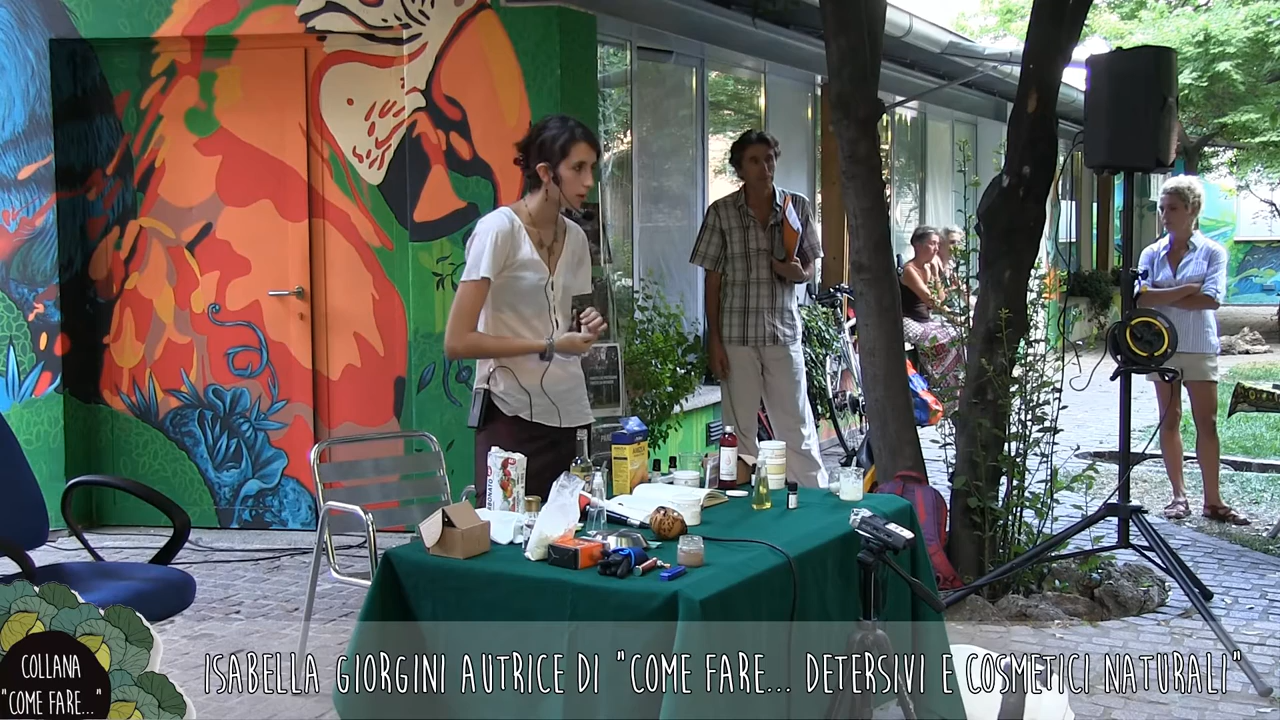 COLLANA
"COME FARE..."
ISABELLA GIORGINI AUTRICE DI "COME FARE... DETERSIVI E COSMETICI NATURALI"